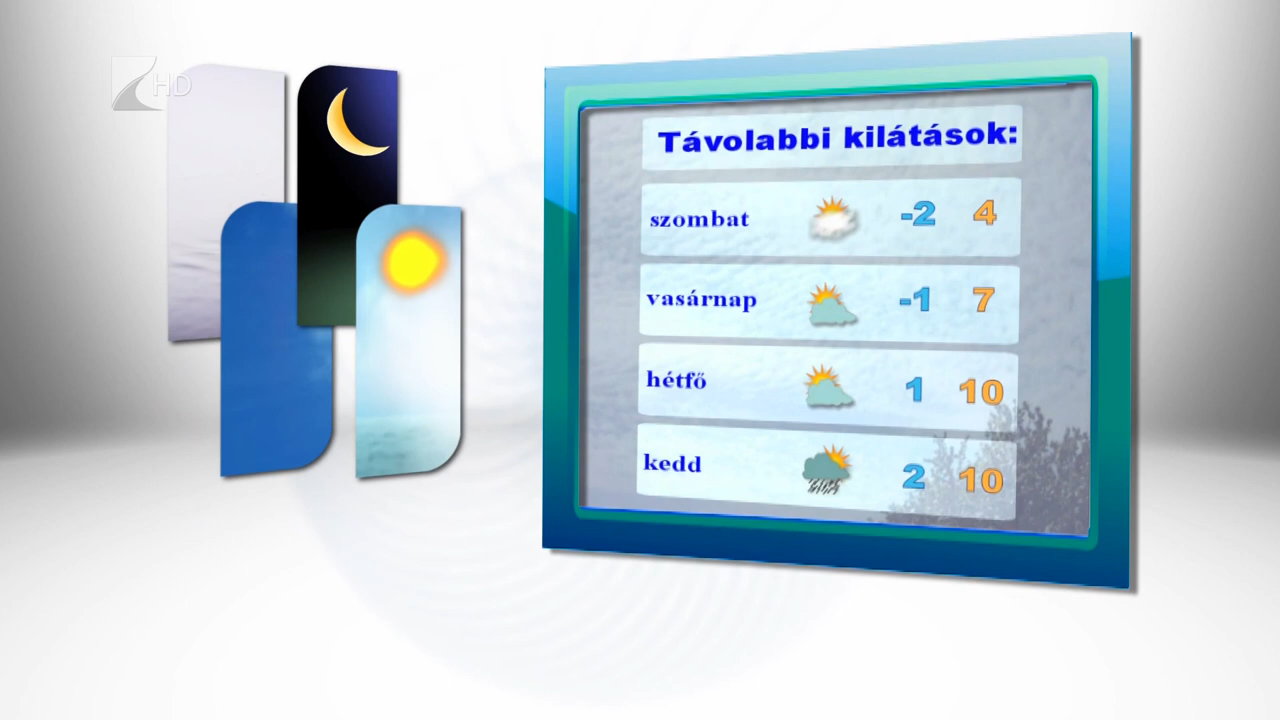 HD
Távolabbi kilátások:
szombat -2 4
vasárnap -1 7
hétfő 1 10
kedd 2 10